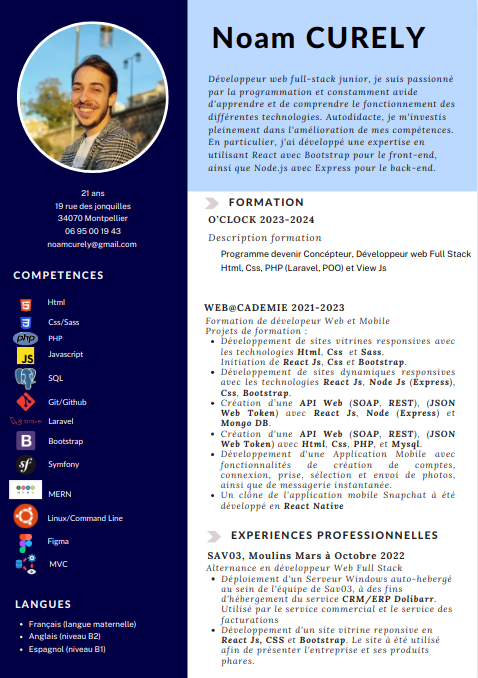 Noam CURELY
Développeur web full-stack junior, je suis passionné
par la programmation et constamment avide
d'apprendre et de comprendre le fonctionnement des
différentes technologies. Autodidacte, je m'investis
pleinement dans l'amélioration de mes compétences.
En particulier, j'ai développé une expertise en
utilisant React avec Bootstrap pour le front-end,
ainsi que Node.js avec Express pour le back-end.
21 ans
19 rue des jonquilles
34070 Montpellier
06 95 00 19 43
noamcurely@gmail.com
COMPETENCES
Html
Css/Sass
php PHP
JS Javascript
SQL
Git/Github
Laravel Laravel
B Bootstrap
sf Symfony
MERN
Linux/Command Line
Figma
MVC
LANGUES
Français (langue maternelle)
Anglais (niveau B2)
Espagnol (niveau B1)
FORMATION
O'CLOCK 2023-2024
Description formation
Programme devenir Concépteur, Développeur web Full Stack
Html, Css, PHP (Laravel, POO) et View Js
WEB@CADEMIE 2021-2023
Formation de dévelopeur Web et Mobile
Projets de formation :
Développement de sites vitrines responsives avec
les technologies Html, Css et Sass.
Initiation de React Js, Css et Bootstrap.
Développement de sites dynamiques responsives
avec les technologies React Js, Node Js (Express),
Css, Bootstrap.
Création d'une API Web (SOAP, REST), (JSON
Web Token) avec React Js, Node (Express) et
Mongo DB.
Création d'une API Web (SOAP, REST), (JSON
Web Token) avec Html, Css, PHP, et Mysql.
Développement d'une Application Mobile avec
fonctionnalités de création de comptes,
connexion, prise, sélection et envoi de photos,
ainsi que de messagerie instantanée.
Un clône de l'application mobile Snapchat à été
développé en React Native
EXPERIENCES PROFESSIONNELLES
SAV03, Moulins Mars à Octobre 2022
Alternance en développeur Web Full Stack
Déploiement d'un Serveur Windows auto-hebergé
au sein de l'équipe de Sav03, à des fins
d'hébergement du service CRM/ERP Dolibarr.
Utilisé par le service commercial et le service des
facturations
Développement d'un site vitrine reponsive en
React Js, CSS et Bootstrap. Le site à été utilisé
afin de présenter l'entreprise et ses produits
phares.